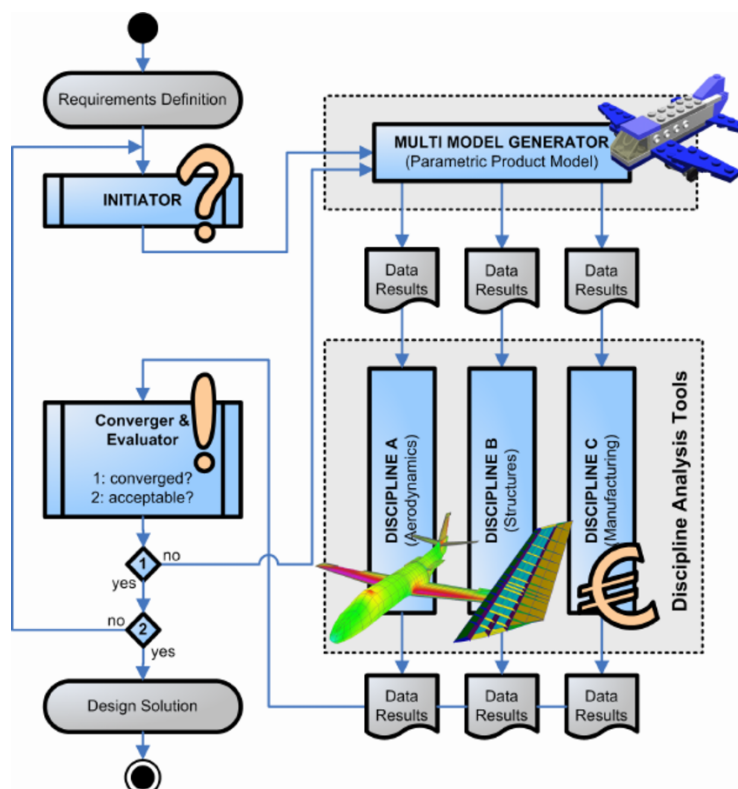 Requirements Definition
INITIATOR
MULTI MODEL GENERATOR
(Parametric Product Model)
Data
Results
Data
Results
Data
Results
Discipline Analysis Tools
DISCIPLINE A
(Aerodynamics)
DISCIPLINE B
(Structures)
DISCIPLINE C
(Manufacturing)
€
Data
Results
Data
Results
Data
Results
Converger &
Evaluator
1: converged?
2: acceptable?
1
no
yes
2
no
yes
Design Solution